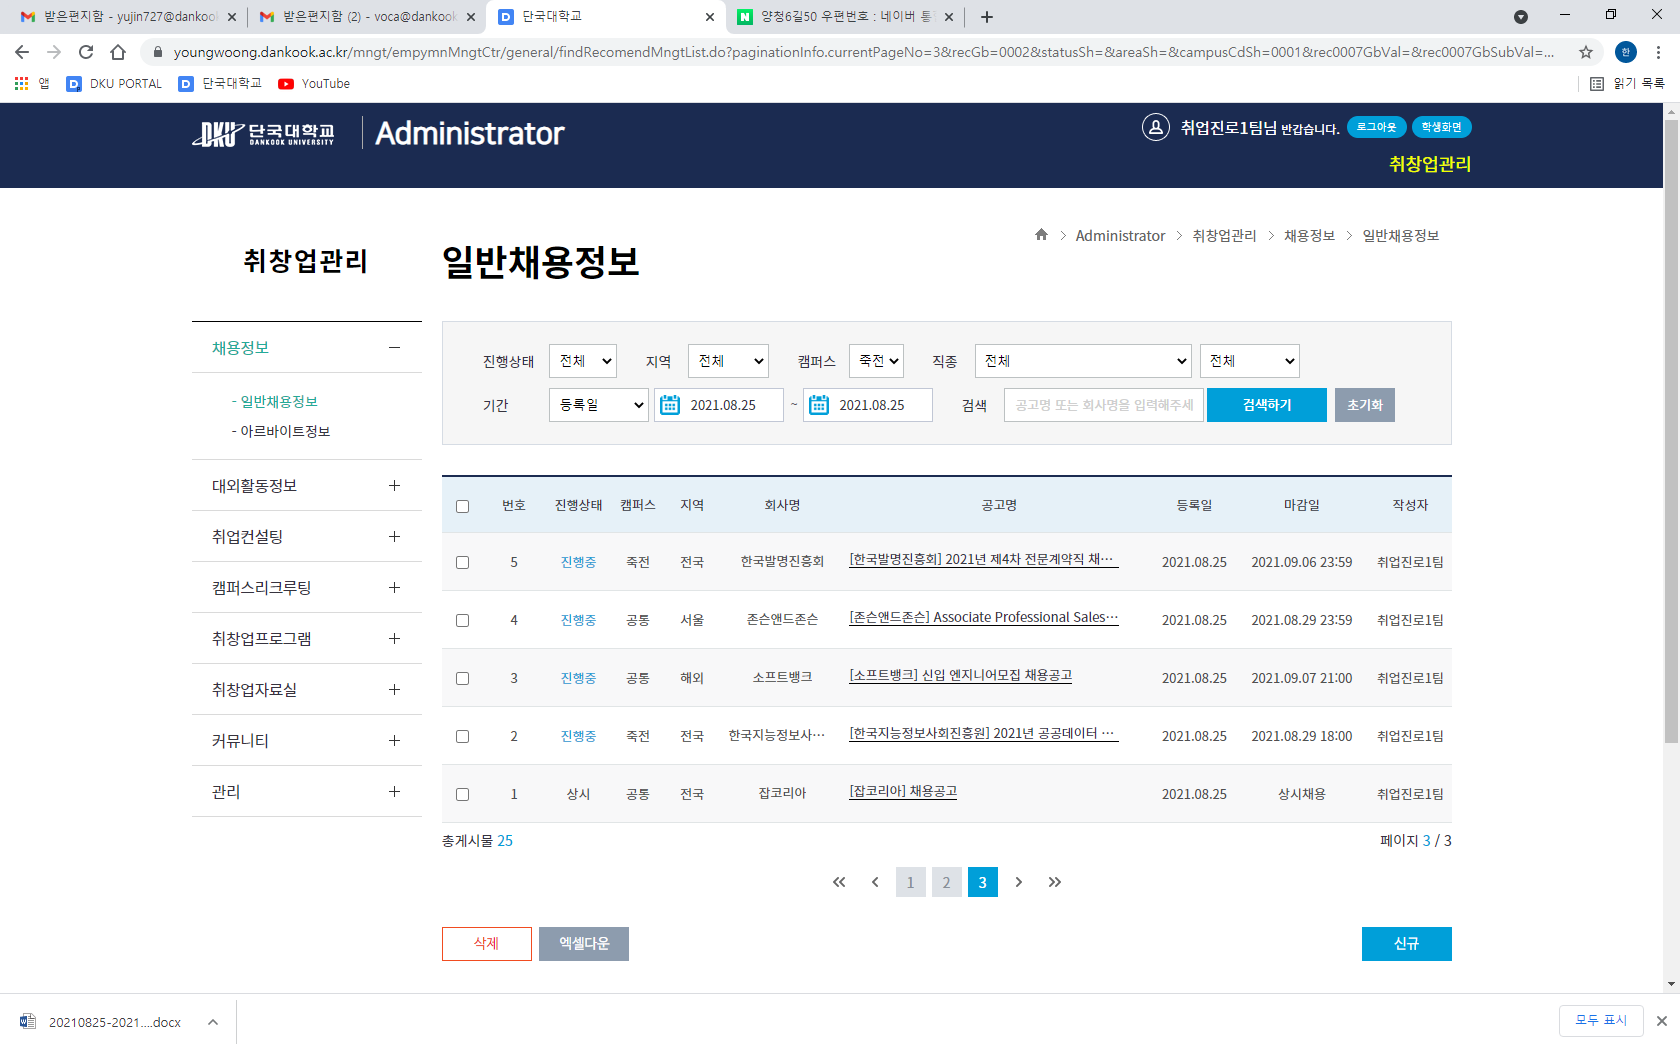 받은편지함 - yujin727@dankook
받은편지함 (2) - voca@dankook
단국대학교
양청6길50 우편번호 : 네이버 통
youngwoong.dankook.ac.kr/mngt/empymnMngtCtr/general/findRecomendMngtList.do?paginationInfo.currentPageNo=3&recGb=0002&statusSh=&areaSh=&campusCdSh=0001&rec0007GbVal=&rec0007GbSubVal=...
한
앱 DKU PORTAL 단국대학교 YouTube 읽기 목록
DKU 단국대학교 DANKOOK UNIVERSITY Administrator
취업진로1팀님 반갑습니다. 로그아웃 학생화면
취창업관리
Administrator > 취창업관리 > 채용정보 > 일반채용정보
취창업관리
일반채용정보
채용정보
- 일반채용정보
- 아르바이트정보
대외활동정보
취업컨설팅
캠퍼스리크루팅
취창업프로그램
취창업자료실
커뮤니티
관리
진행상태 전체 지역 전체 캠퍼스 죽전 직종 전체 전체
기간 등록일 2021.08.25 ~ 2021.08.25 검색 공고명 또는 회사명을 입력해주세 검색하기 초기화
번호 진행상태 캠퍼스 지역 회사명 공고명 등록일 마감일 작성자
5 진행중 죽전 전국 한국발명진흥회 [한국발명진흥회] 2021년 제4차 전문계약직 채… 2021.08.25 2021.09.06 23:59 취업진로1팀
4 진행중 공통 서울 존슨앤드존슨 [존슨앤드존슨] Associate Professional Sales… 2021.08.25 2021.08.29 23:59 취업진로1팀
3 진행중 공통 해외 소프트뱅크 [소프트뱅크] 신입 엔지니어모집 채용공고 2021.08.25 2021.09.07 21:00 취업진로1팀
2 진행중 죽전 전국 한국지능정보사… [한국지능정보사회진흥원] 2021년 공공데이터 … 2021.08.25 2021.08.29 18:00 취업진로1팀
1 상시 공통 전국 잡코리아 [잡코리아] 채용공고 2021.08.25 상시채용 취업진로1팀
총게시물 25 페이지 3 / 3
1 2 3
삭제 엑셀다운 신규
20210825-2021....docx 모두 표시